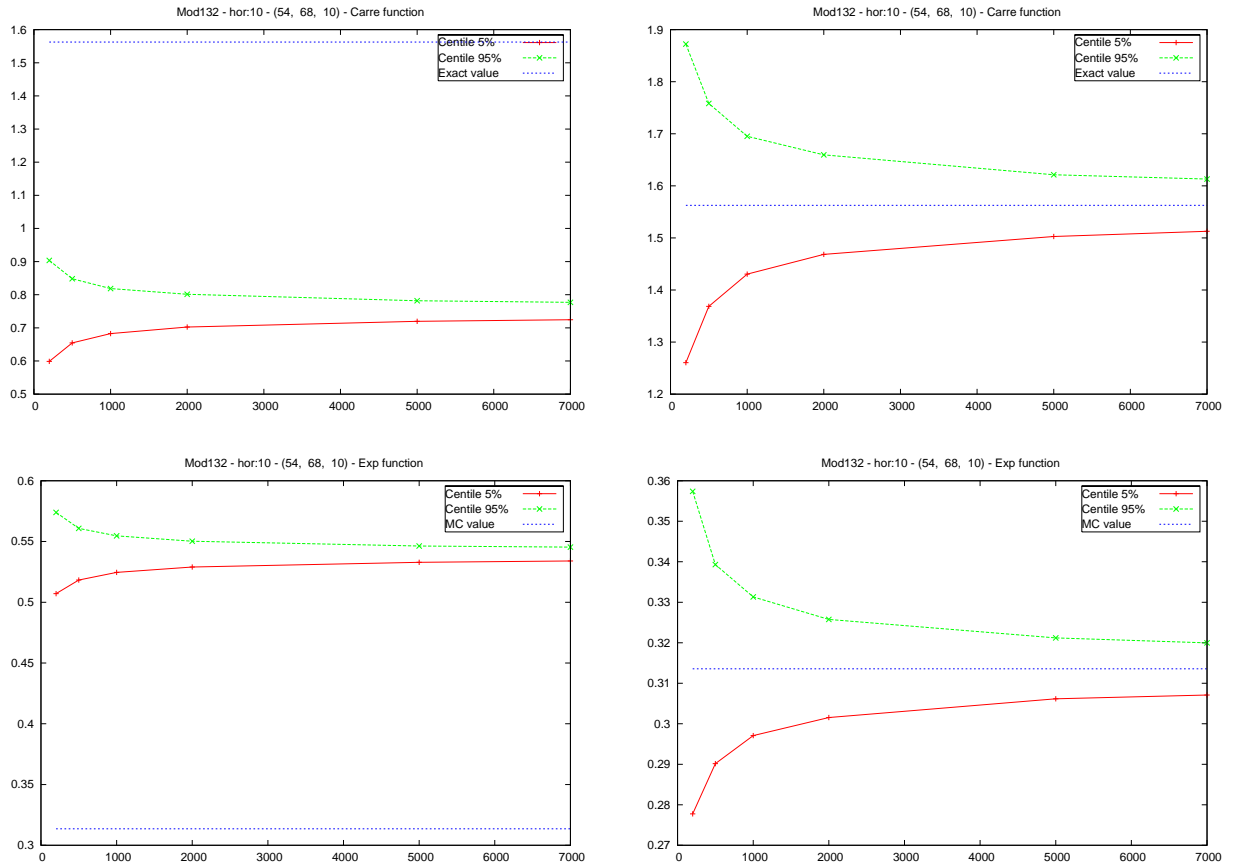 Mod132 - hor:10 - (54, 68, 10) - Carre function
Centile 5%
Centile 95%
Exact value
1.6
1.5
1.4
1.3
1.2
1.1
1
0.9
0.8
0.7
0.6
0.5
0 1000 2000 3000 4000 5000 6000 7000
Mod132 - hor:10 - (54, 68, 10) - Carre function
Centile 5%
Centile 95%
Exact value
1.9
1.8
1.7
1.6
1.5
1.4
1.3
1.2
0 1000 2000 3000 4000 5000 6000 7000
Mod132 - hor:10 - (54, 68, 10) - Exp function
Centile 5%
Centile 95%
MC value
0.6
0.55
0.5
0.45
0.4
0.35
0.3
0 1000 2000 3000 4000 5000 6000 7000
Mod132 - hor:10 - (54, 68, 10) - Exp function
Centile 5%
Centile 95%
MC value
0.36
0.35
0.34
0.33
0.32
0.31
0.3
0.29
0.28
0.27
0 1000 2000 3000 4000 5000 6000 7000